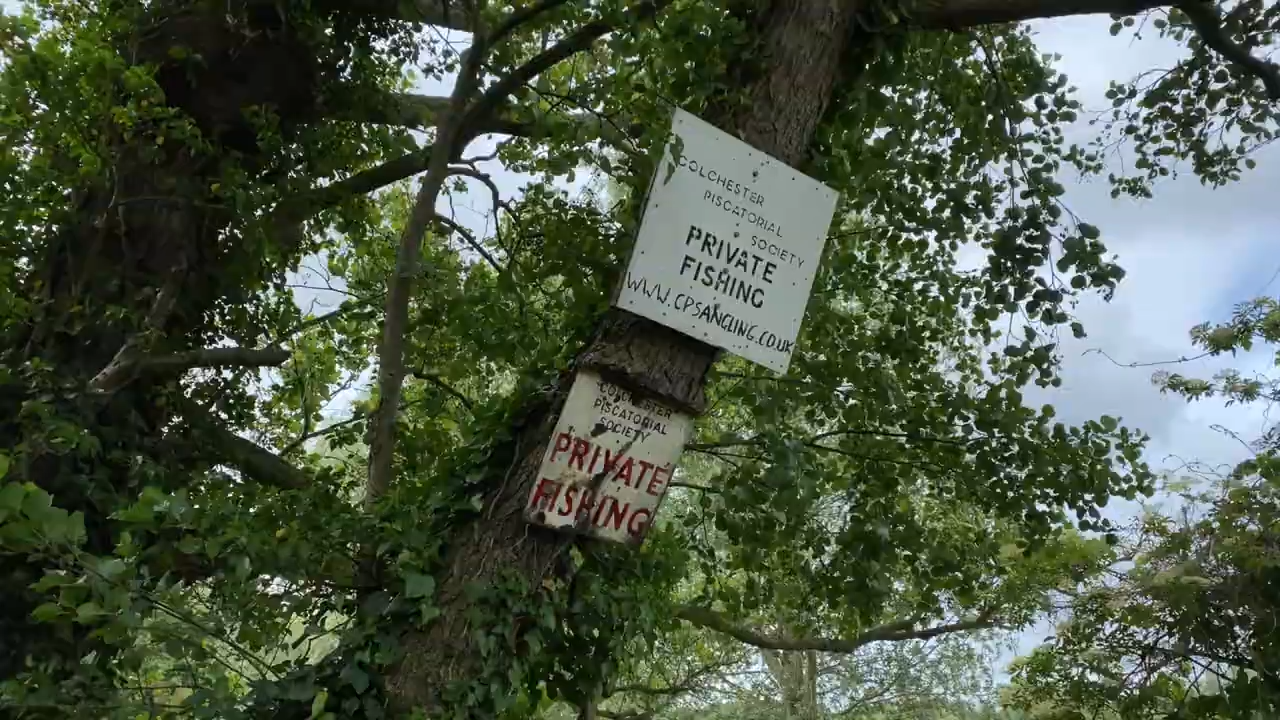 COLCHESTER
PISCATORIAL
SOCIETY
PRIVATE
FISHING
WWW.CPSANGLING.CO.UK
COLCHESTER
PISCATORIAL
SOCIETY
PRIVATE
FISHING